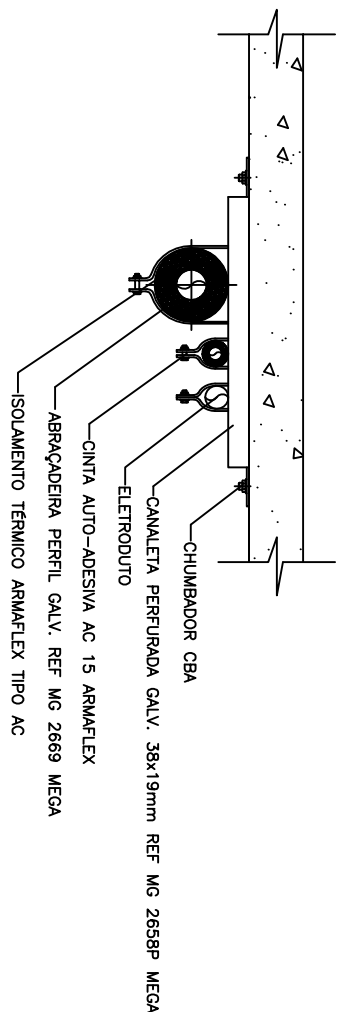 CHUMBADOR CBA
CANALETA PERFURADA GALV. 38x19mm REF MG 2658P MEGA
ELETRODUTO
CINTA AUTO-ADESIVA AC 15 ARMAFLEX
ABRAÇADEIRA PERFIL GALV. REF MG 2669 MEGA
ISOLAMENTO TÉRMICO ARMAFLEX TIPO AC